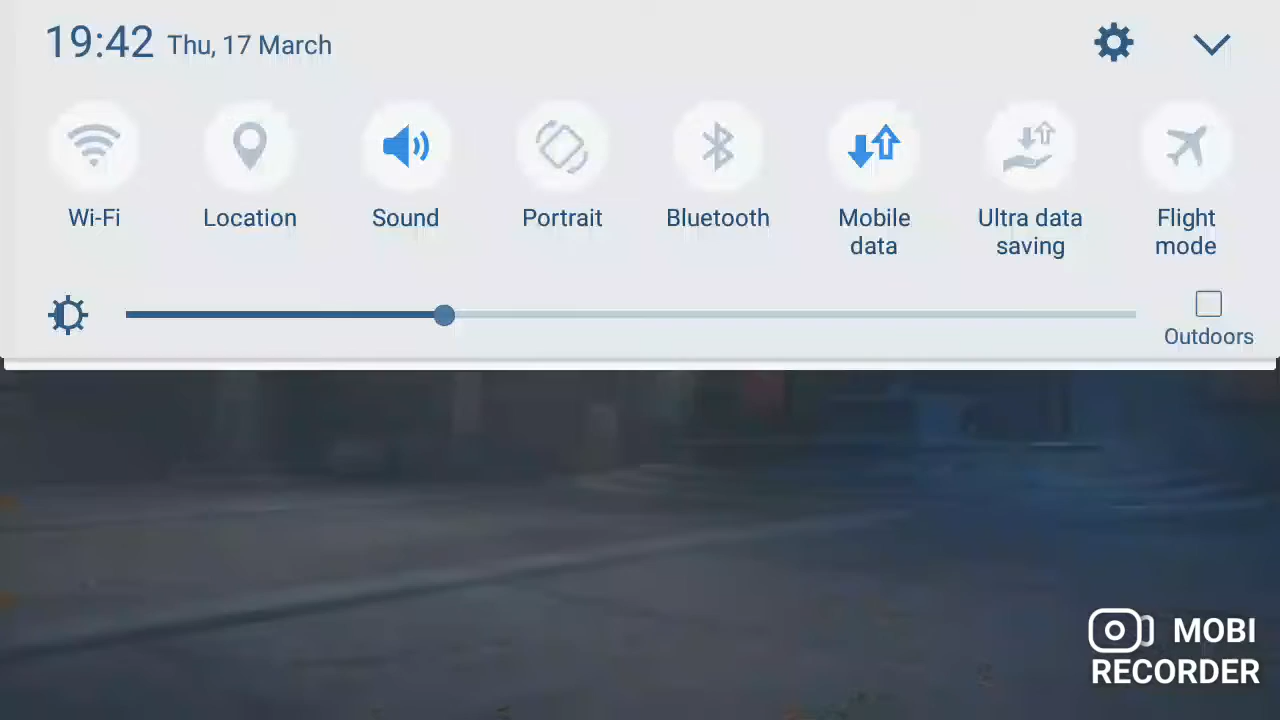 19:42 Thu, 17 March
Wi-Fi Location Sound Portrait Bluetooth Mobile data Ultra data saving Flight mode
Outdoors
MOBI
RECORDER